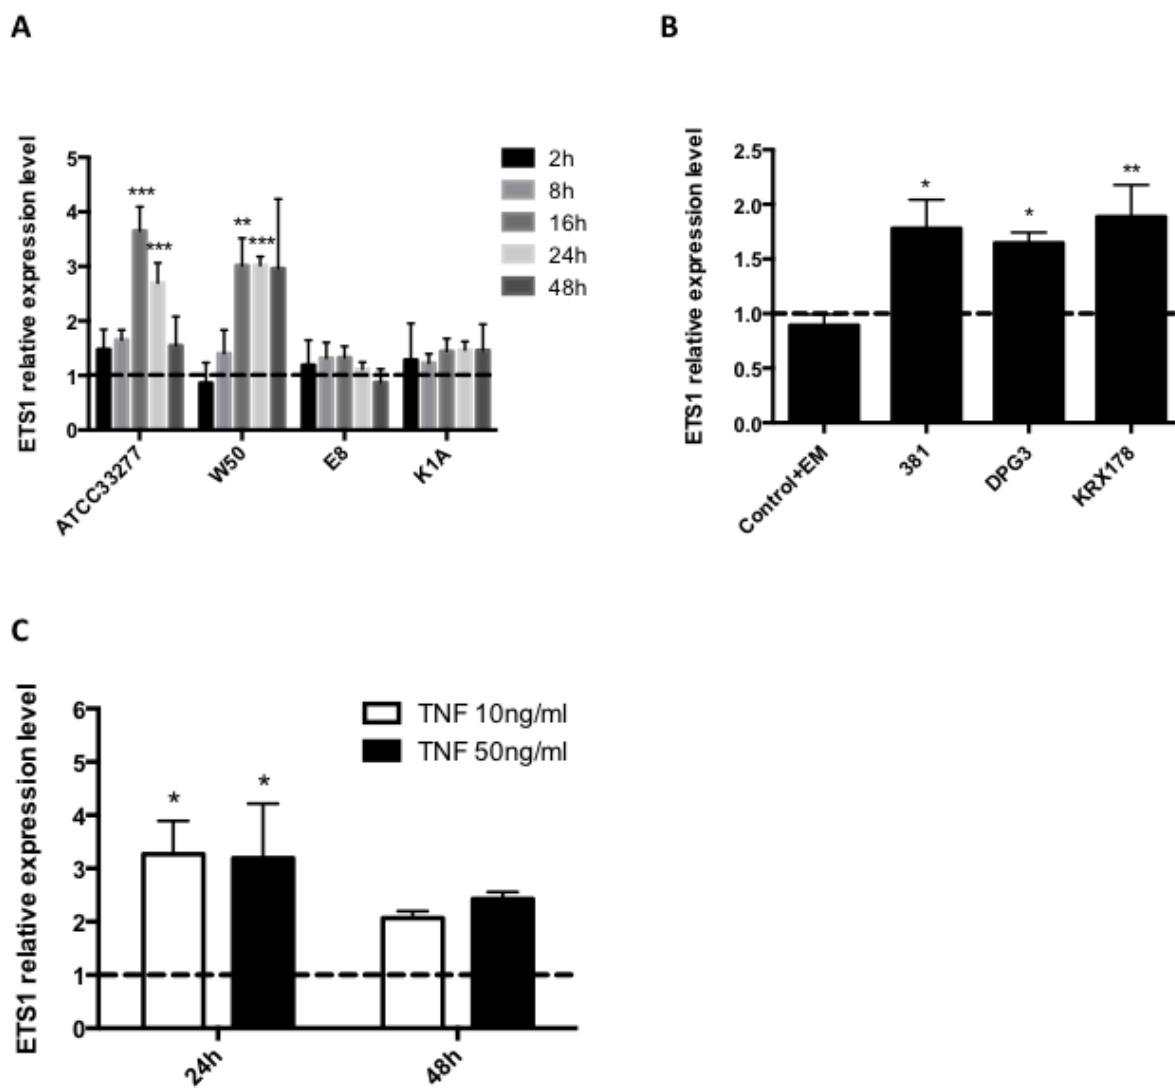 A
ETS1 relative expression level
5
4
3
2
1
0
***
***
**
***
2h
8h
16h
24h
48h
ATCC33277
W50
E8
K1A
B
ETS1 relative expression level
2.5
2.0
1.5
1.0
0.5
0.0
*
*
**
Control+EM
381
DPG3
KRX178
C
ETS1 relative expression level
6
5
4
3
2
1
0
*
*
TNF 10ng/ml
TNF 50ng/ml
24h
48h